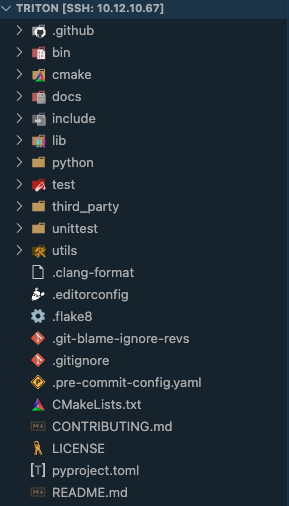 TRITON [SSH: 10.12.10.67]
.github
bin
cmake
docs
include
lib
python
test
third_party
unittest
utils
.clang-format
.editorconfig
.flake8
.git-blame-ignore-revs
.gitignore
.pre-commit-config.yaml
CMakeLists.txt
CONTRIBUTING.md
LICENSE
[T] pyproject.toml
README.md